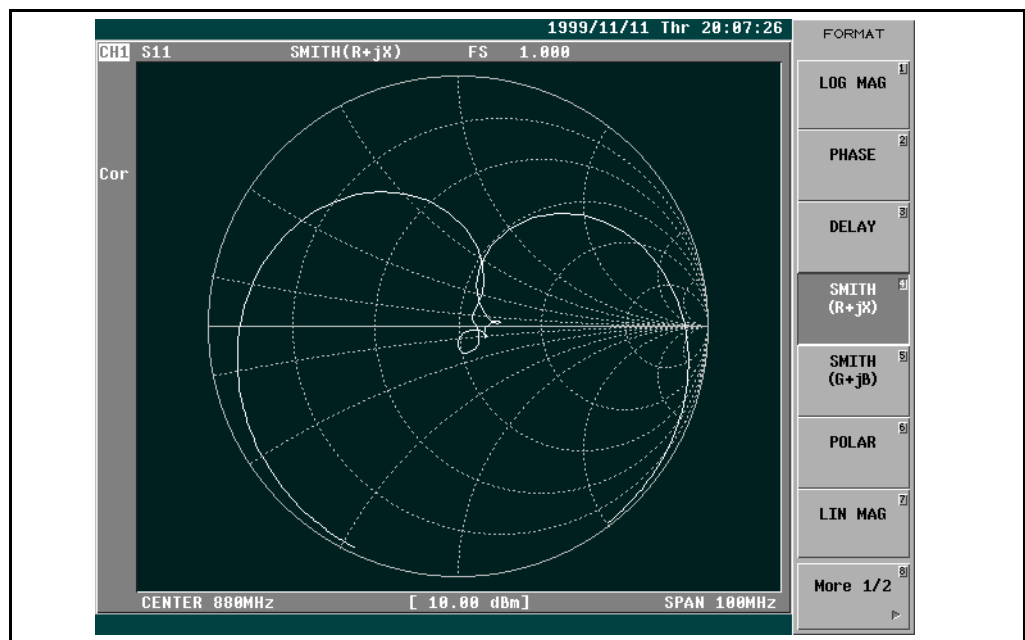 1999/11/11 Thr 20:07:26
CH1 S11 SMITH(R+jX) FS 1.000
Cor
CENTER 880MHz [ 10.00 dBm] SPAN 100MHz
FORMAT
1
LOG MAG
2
PHASE
3
DELAY
4
SMITH
(R+jX)
5
SMITH
(G+jB)
6
POLAR
7
LIN MAG
8
More 1/2